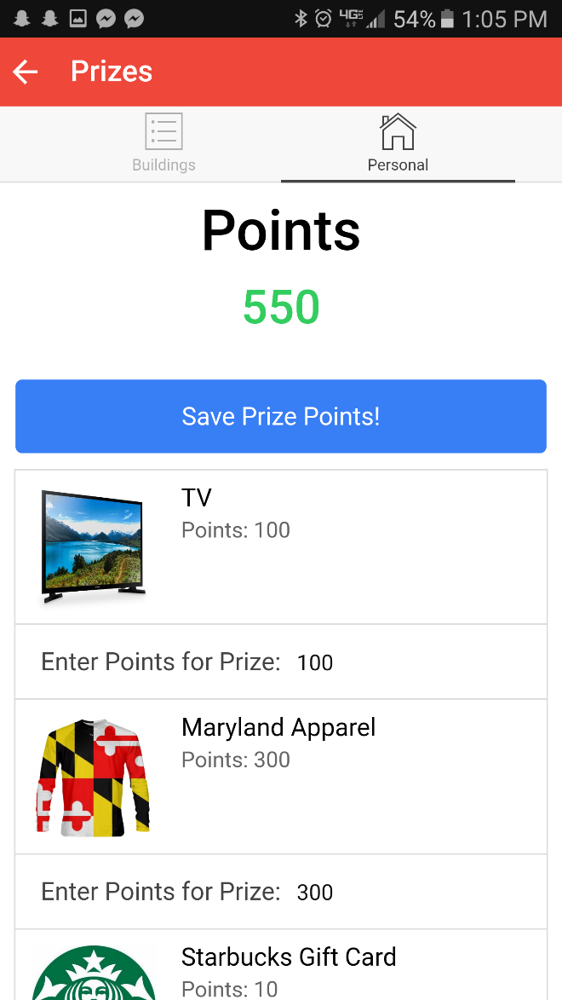 54% 1:05 PM
Prizes
Buildings
Personal
Points
550
Save Prize Points!
TV
Points: 100
Enter Points for Prize: 100
Maryland Apparel
Points: 300
Enter Points for Prize: 300
Starbucks Gift Card
Points: 10